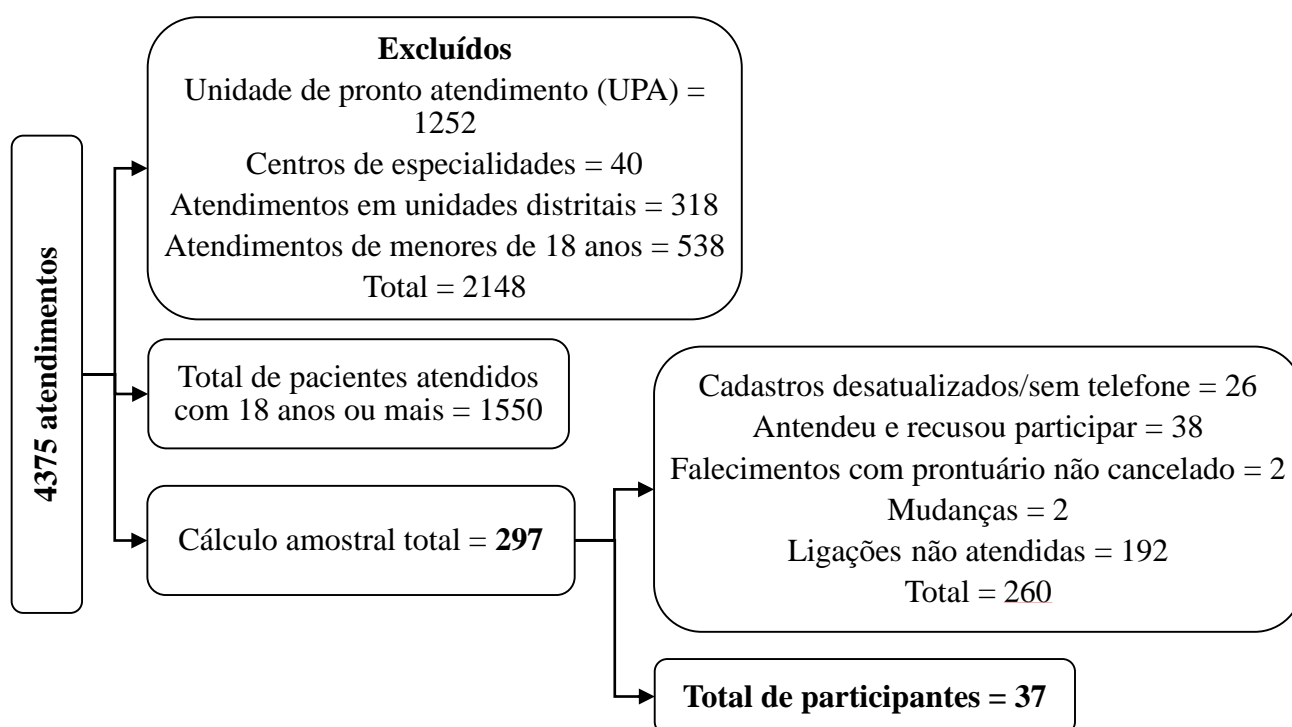 4375 atendimentos
Excluídos
Unidade de pronto atendimento (UPA) =
1252
Centros de especialidades = 40
Atendimentos em unidades distritais = 318
Atendimentos de menores de 18 anos = 538
Total = 2148
Total de pacientes atendidos
com 18 anos ou mais = 1550
Cálculo amostral total = 297
Cadastros desatualizados/sem telefone = 26
Antendeu e recusou participar = 38
Falecimentos com prontuário não cancelado = 2
Mudanças = 2
Ligações não atendidas = 192
Total = 260
Total de participantes = 37